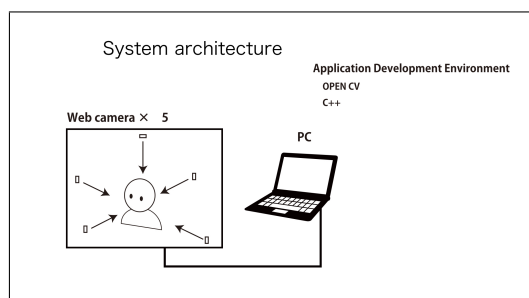 System architecture
Application Development Environment
OPEN CV
C++
Web camera × 5
PC